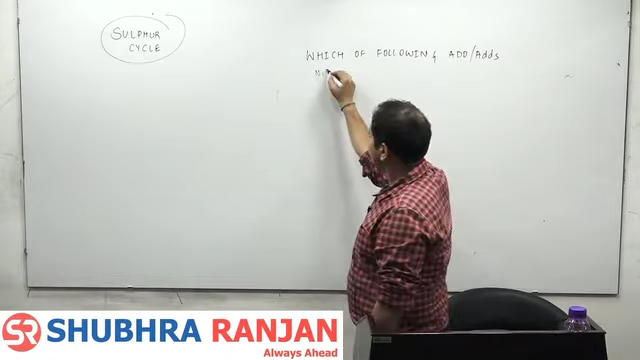 SULPHUR
CYCLE
WHICH OF FOLLOWING ADD/Adds
SR SHUBHRA RANJAN
Always Ahead